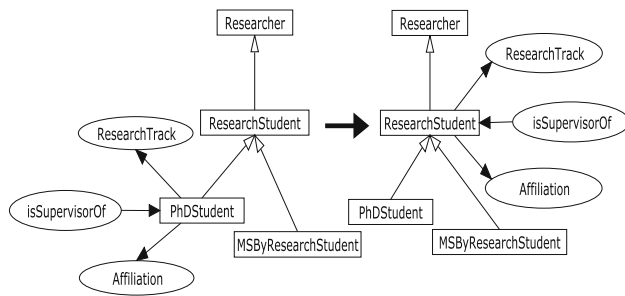 Researcher
ResearchStudent
ResearchTrack
isSupervisorOf
PhDStudent
MSByResearchStudent
Affiliation
Researcher
ResearchTrack
ResearchStudent
isSupervisorOf
Affiliation
PhDStudent
MSByResearchStudent